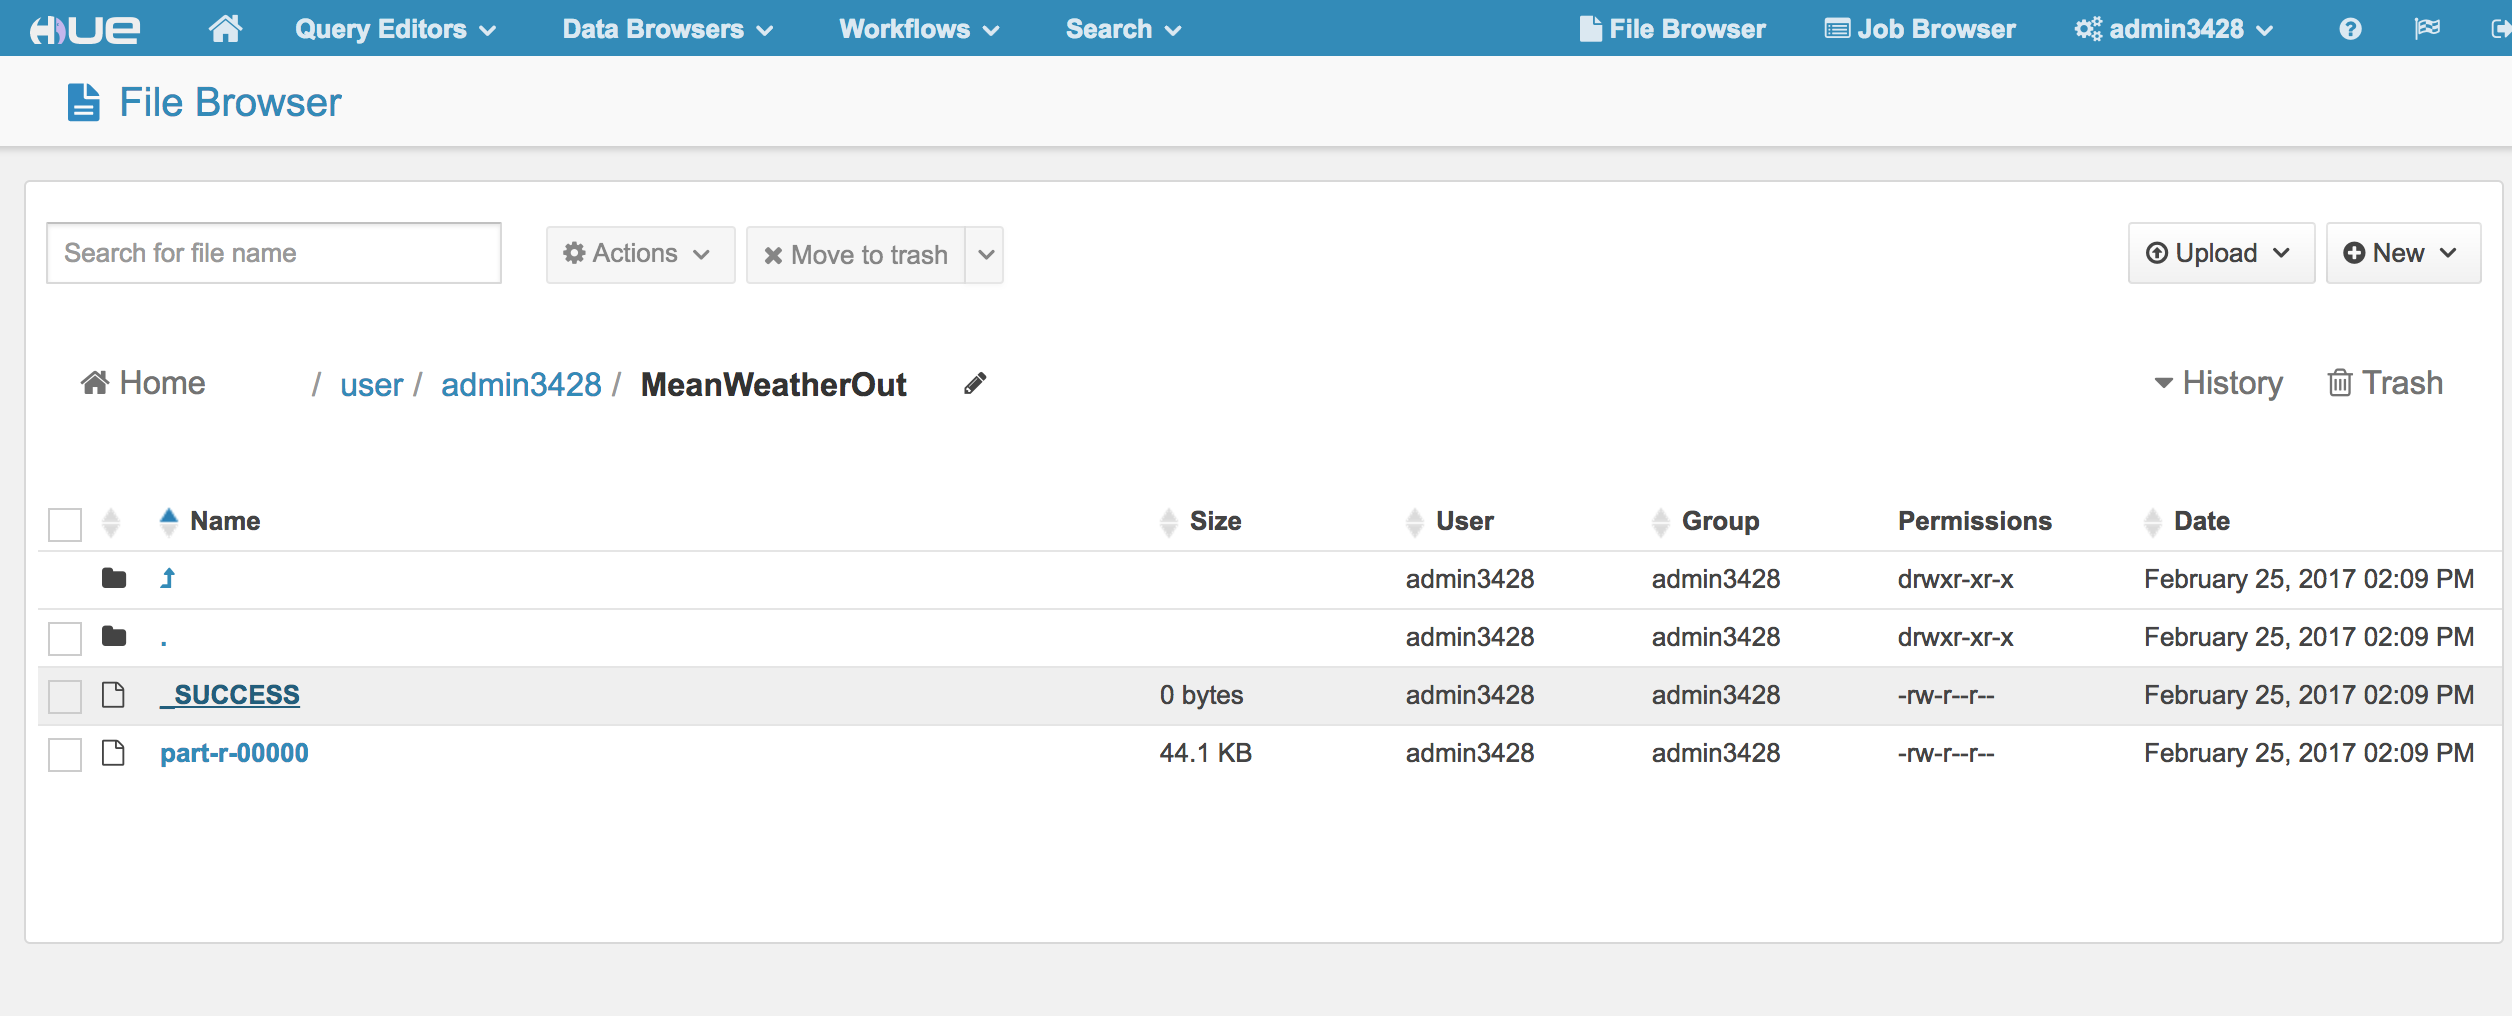 HUE Query Editors Data Browsers Workflows Search File Browser Job Browser admin3428
File Browser
Search for file name Actions Move to trash Upload New
Home / user / admin3428 / MeanWeatherOut History Trash
Name Size User Group Permissions Date
admin3428 admin3428 drwxr-xr-x February 25, 2017 02:09 PM
. admin3428 admin3428 drwxr-xr-x February 25, 2017 02:09 PM
_SUCCESS 0 bytes admin3428 admin3428 -rw-r--r-- February 25, 2017 02:09 PM
part-r-00000 44.1 KB admin3428 admin3428 -rw-r--r-- February 25, 2017 02:09 PM